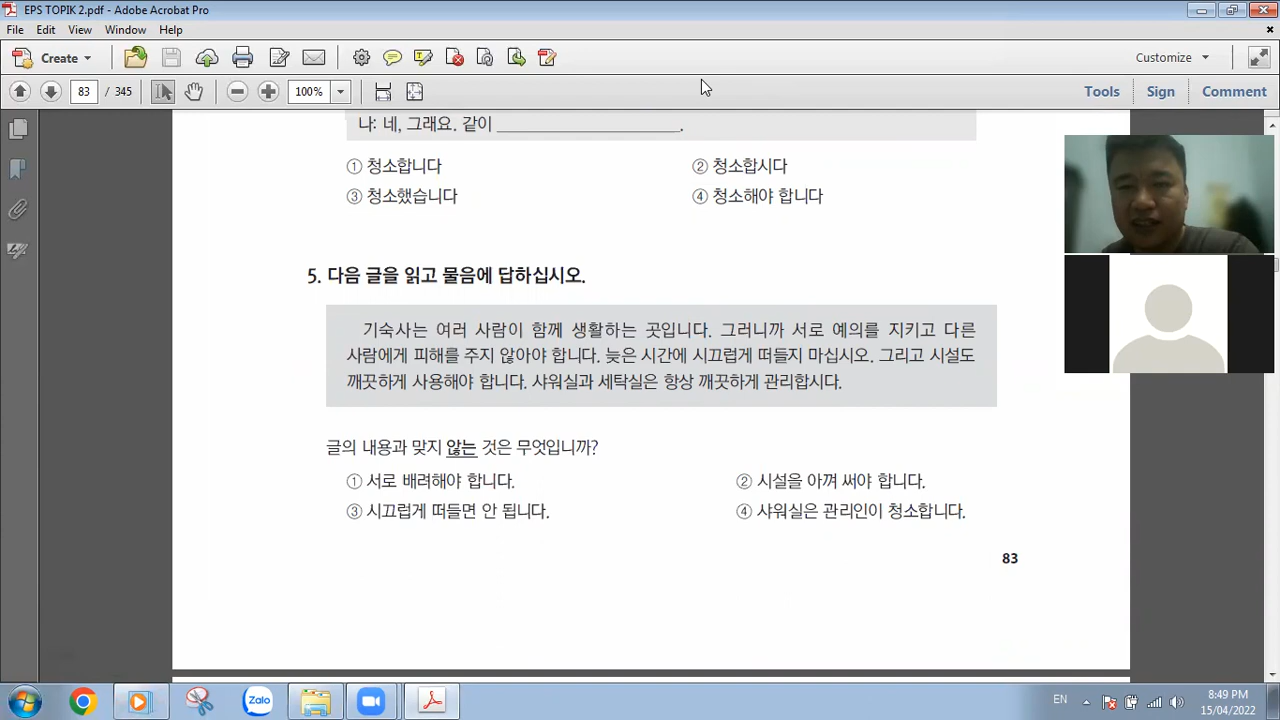 EPS TOPIK 2.pdf - Adobe Acrobat Pro
File Edit View Window Help
Create
Customize
83 / 345
100%
Tools Sign Comment
나: 네, 그래요. 같이 ____________________.
① 청소합니다 ② 청소합시다
③ 청소했습니다 ④ 청소해야 합니다
5. 다음 글을 읽고 물음에 답하십시오.
기숙사는 여러 사람이 함께 생활하는 곳입니다. 그러니까 서로 예의를 지키고 다른
사람에게 피해를 주지 않아야 합니다. 늦은 시간에 시끄럽게 떠들지 마십시오. 그리고 시설도
깨끗하게 사용해야 합니다. 샤워실과 세탁실은 항상 깨끗하게 관리합시다.
글의 내용과 맞지 않는 것은 무엇입니까?
① 서로 배려해야 합니다. ② 시설을 아껴 써야 합니다.
③ 시끄럽게 떠들면 안 됩니다. ④ 샤워실은 관리인이 청소합니다.
83
Zalo
EN
8:49 PM
15/04/2022